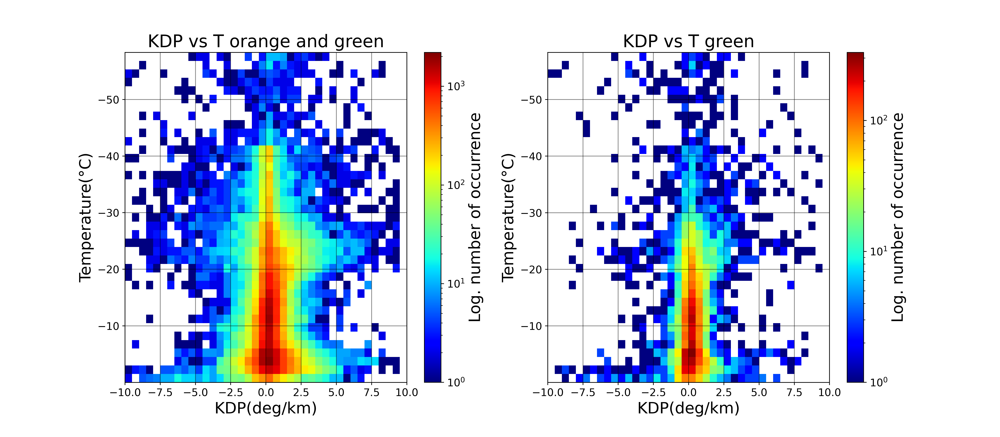 KDP vs T orange and green
KDP vs T green
Temperature(°C)
−50
−40
−30
−20
−10
−10.0 −7.5 −5.0 −2.5 0.0 2.5 5.0 7.5 10.0
KDP(deg/km)
10³
10²
10¹
10⁰
Log. number of occurrence
Temperature(°C)
−50
−40
−30
−20
−10
−10.0 −7.5 −5.0 −2.5 0.0 2.5 5.0 7.5 10.0
KDP(deg/km)
10²
10¹
10⁰
Log. number of occurrence